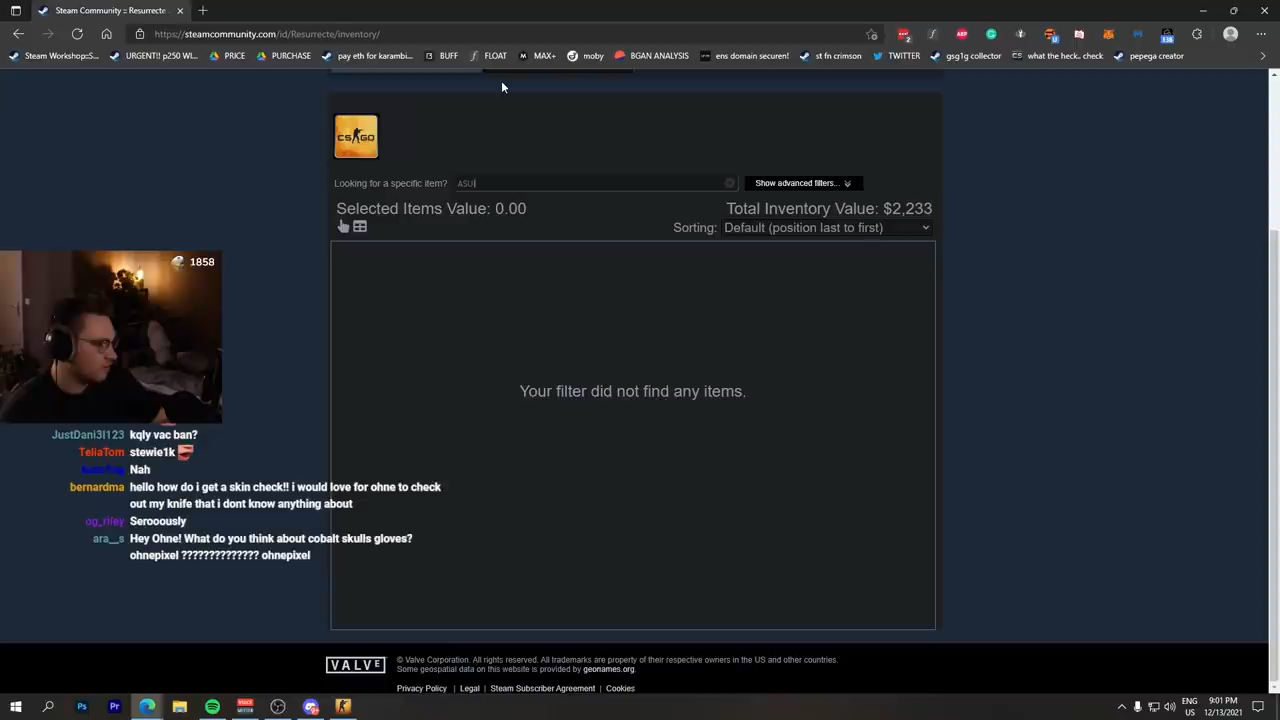 Steam Community :: Resurrecte
https://steamcommunity.com/id/Resurrecte/inventory/
Steam Workshop:S... URGENT!! p250 WI... PRICE PURCHASE pay eth for karambi... BUFF FLOAT MAX+ moby BGAN ANALYSIS ens domain securiter) st fn crimson TWITTER gsg1g collector what the heck.. check pepega creator
CS GO
Looking for a specific item? ASU
Show advanced filters...
Selected Items Value: 0.00
Total Inventory Value: $2,233
Sorting: Default (position last to first)
1858
Your filter did not find any items.
JustDani3l123 kqly vac ban?
TeliaTom stewie1k
Nah
bernardma hello how do i get a skin check!! i would love for ohne to check
out my knife that i dont know anything about
og_riley Serooously
ara__s Hey Ohne! What do you think about cobalt skulls gloves?
ohnepixel ?????????????? ohnepixel
VALVE
© Valve Corporation. All rights reserved. All trademarks are property of their respective owners in the US and other countries.
Some geospatial data on this website is provided by geonames.org.
Privacy Policy | Legal | Steam Subscriber Agreement | Cookies
ENG
US
9:01 PM
12/13/2021